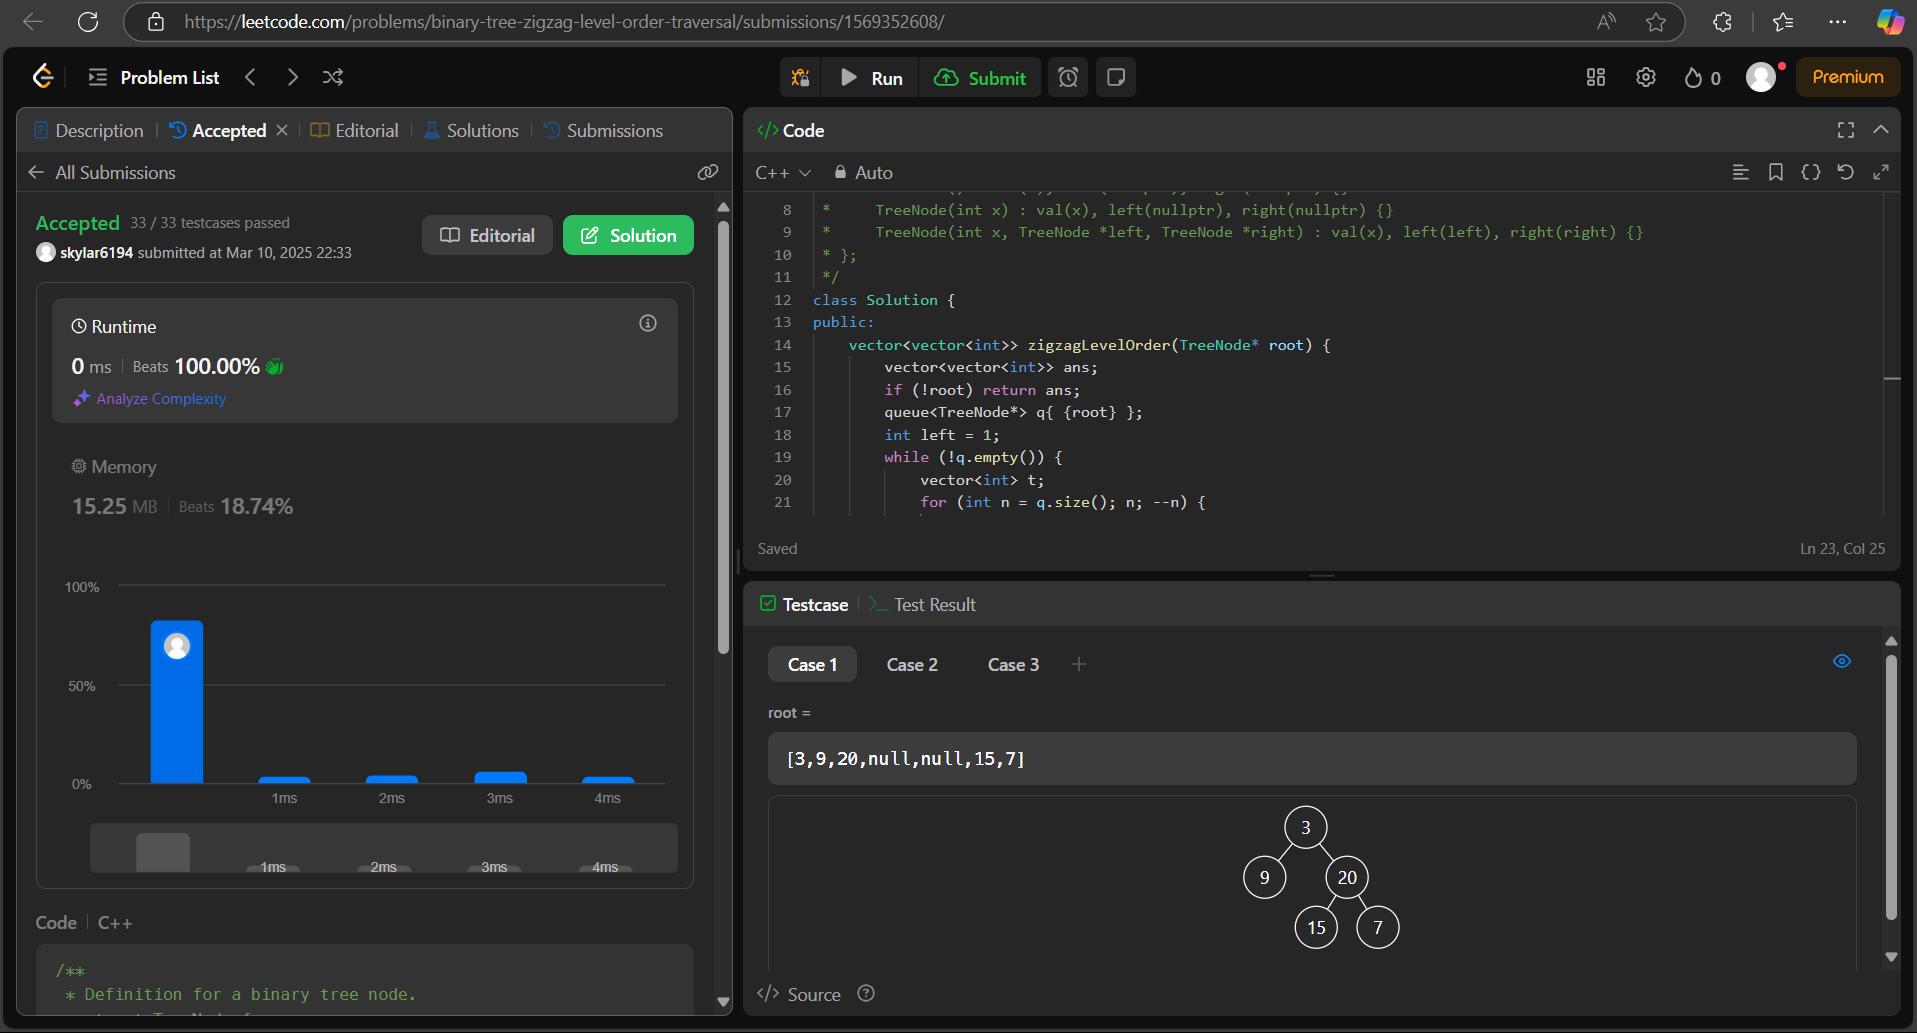 https://leetcode.com/problems/binary-tree-zigzag-level-order-traversal/submissions/1569352608/
Problem List
Run
Submit
0
Premium
Description
Accepted
Editorial
Solutions
Submissions
All Submissions
Accepted 33 / 33 testcases passed
skylar6194 submitted at Mar 10, 2025 22:33
Editorial
Solution
Runtime
0 ms Beats 100.00%
Analyze Complexity
Memory
15.25 MB Beats 18.74%
100%
50%
0%
1ms 2ms 3ms 4ms
1ms 2ms 3ms 4ms
Code C++
/**
* Definition for a binary tree node.
</> Code
C++ Auto
8 * TreeNode(int x) : val(x), left(nullptr), right(nullptr) {}
9 * TreeNode(int x, TreeNode *left, TreeNode *right) : val(x), left(left), right(right) {}
10 * };
11 */
12 class Solution {
13 public:
14 vector<vector<int>> zigzagLevelOrder(TreeNode* root) {
15 vector<vector<int>> ans;
16 if (!root) return ans;
17 queue<TreeNode*> q{ {root} };
18 int left = 1;
19 while (!q.empty()) {
20 vector<int> t;
21 for (int n = q.size(); n; --n) {
Saved
Ln 23, Col 25
Testcase
Test Result
Case 1 Case 2 Case 3 +
root =
[3,9,20,null,null,15,7]
3
9 20
15 7
</> Source ?